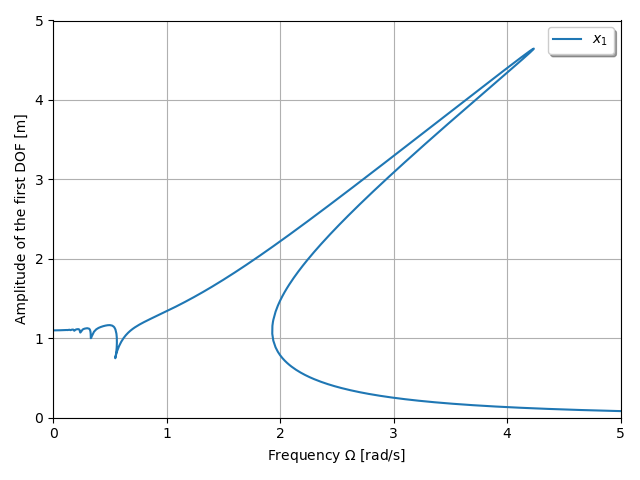 x₁
Amplitude of the first DOF [m]
5
4
3
2
1
0
0 1 2 3 4 5
Frequency Ω [rad/s]